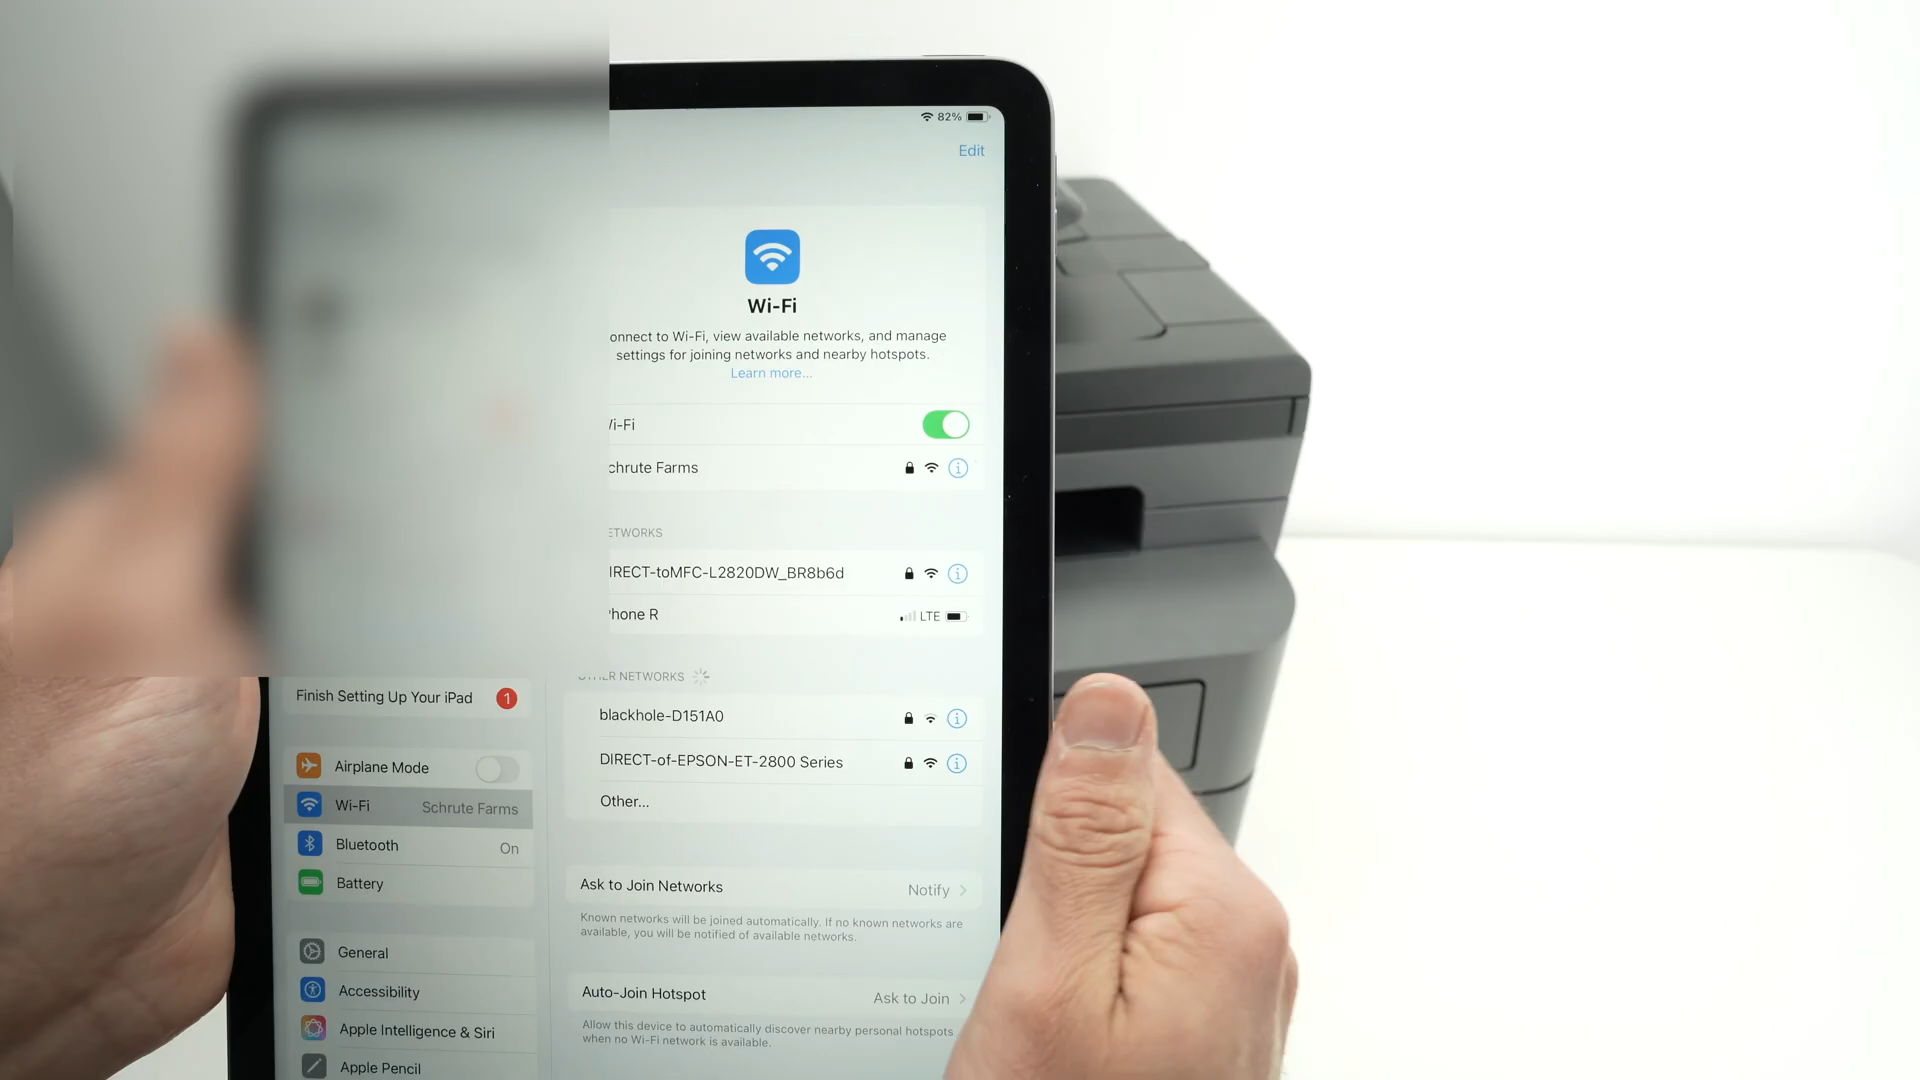 82%
Edit
Wi-Fi
onnect to Wi-Fi, view available networks, and manage
settings for joining networks and nearby hotspots.
Learn more...
i-Fi
chrute Farms
ETWORKS
IRECT-toMFC-L2820DW_BR8b6d
hone R
LTE
NETWORKS
blackhole-D151A0
DIRECT-of-EPSON-ET-2800 Series
Other...
Ask to Join Networks
Notify
Known networks will be joined automatically. If no known networks are
available, you will be notified of available networks.
Auto-Join Hotspot
Ask to Join
Allow this device to automatically discover nearby personal hotspots
when no Wi-Fi network is available.
Finish Setting Up Your iPad
1
Airplane Mode
Wi-Fi
Schrute Farms
Bluetooth
On
Battery
General
Accessibility
Apple Intelligence & Siri
Apple Pencil